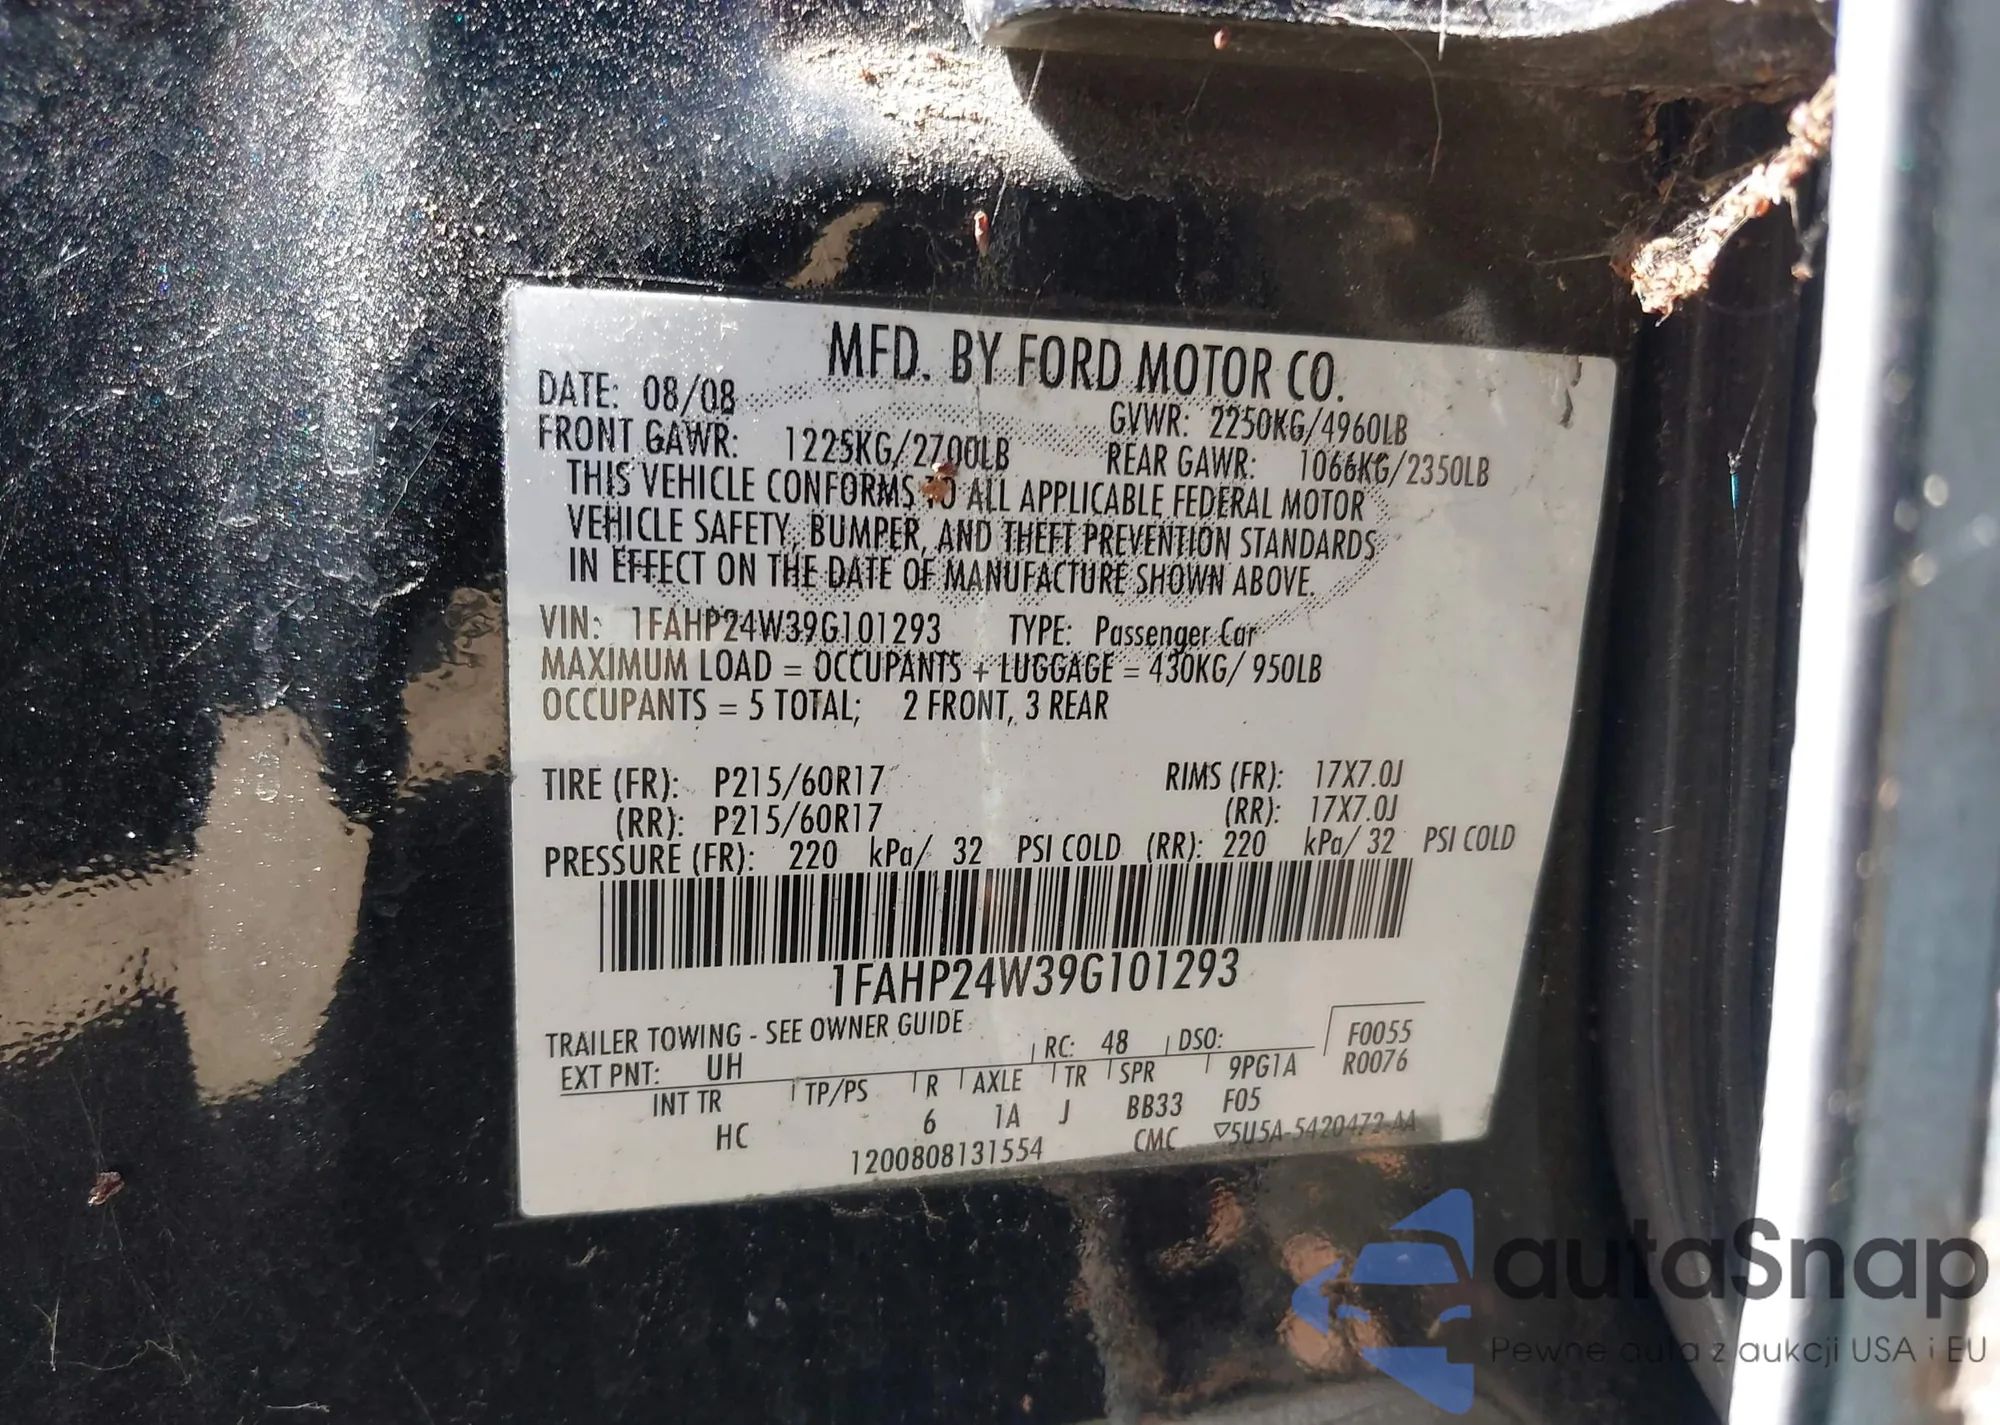 MFD. BY FORD MOTOR CO.
DATE: 08/08 GVWR: 2250KG/4960LB
FRONT GAWR: 1225KG/2700LB REAR GAWR: 1066KG/2350LB
THIS VEHICLE CONFORMS TO ALL APPLICABLE FEDERAL MOTOR
VEHICLE SAFETY, BUMPER, AND THEFT PREVENTION STANDARDS
IN EFFECT ON THE DATE OF MANUFACTURE SHOWN ABOVE.
VIN: 1FAHP24W39G101293 TYPE: Passenger Car
MAXIMUM LOAD = OCCUPANTS + LUGGAGE = 430KG/ 950LB
OCCUPANTS = 5 TOTAL; 2 FRONT, 3 REAR
TIRE (FR): P215/60R17 RIMS (FR): 17X7.0J
(RR): P215/60R17 (RR): 17X7.0J
PRESSURE (FR): 220 kPa/ 32 PSI COLD (RR): 220 kPa/ 32 PSI COLD
1FAHP24W39G101293
TRAILER TOWING - SEE OWNER GUIDE
EXT PNT: UH RC: 48 DSO: F0055
INT TR TP/PS R AXLE TR SPR 9PG1A R0076
HC 6 1A J BB33 F05
1200808131554 CMC ▽5U5A-5420472-AA
autaSnap
Pewne auta z aukcji USA i EU